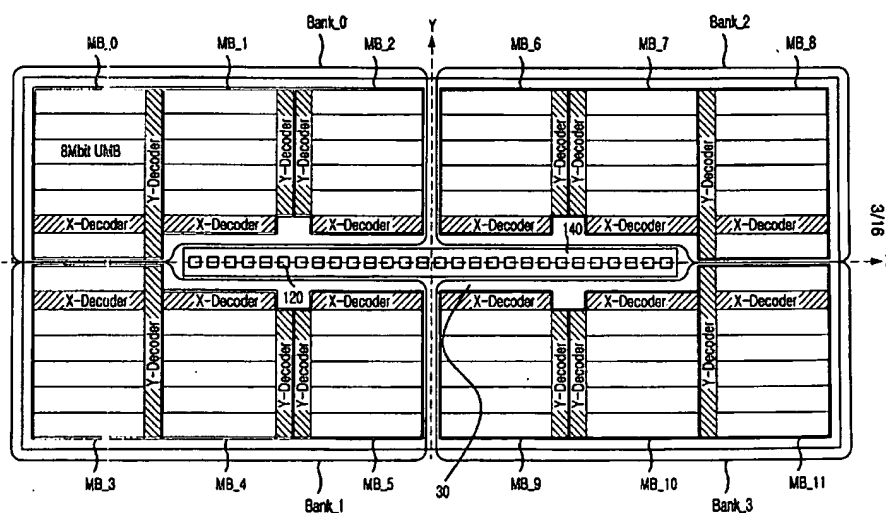 Bank_0 Y Bank_2
MB_0 MB_1 MB_2 MB_6 MB_7 MB_8
8Mbit UMB Y-Decoder Y-Decoder Y-Decoder Y-Decoder Y-Decoder Y-Decoder
X-Decoder X-Decoder X-Decoder X-Decoder X-Decoder X-Decoder
3/16
140
120
X-Decuder X-Decoder X-Decoder X-Decoder X-Decoder X-Decoder
Y-Decoder Y-Decoder Y-Decoder Y-Decoder Y-Decoder Y-Decoder
MB_3 MB_4 MB_5 30 MB_9 MB_10 MB_11
Bank_1 Bank_3